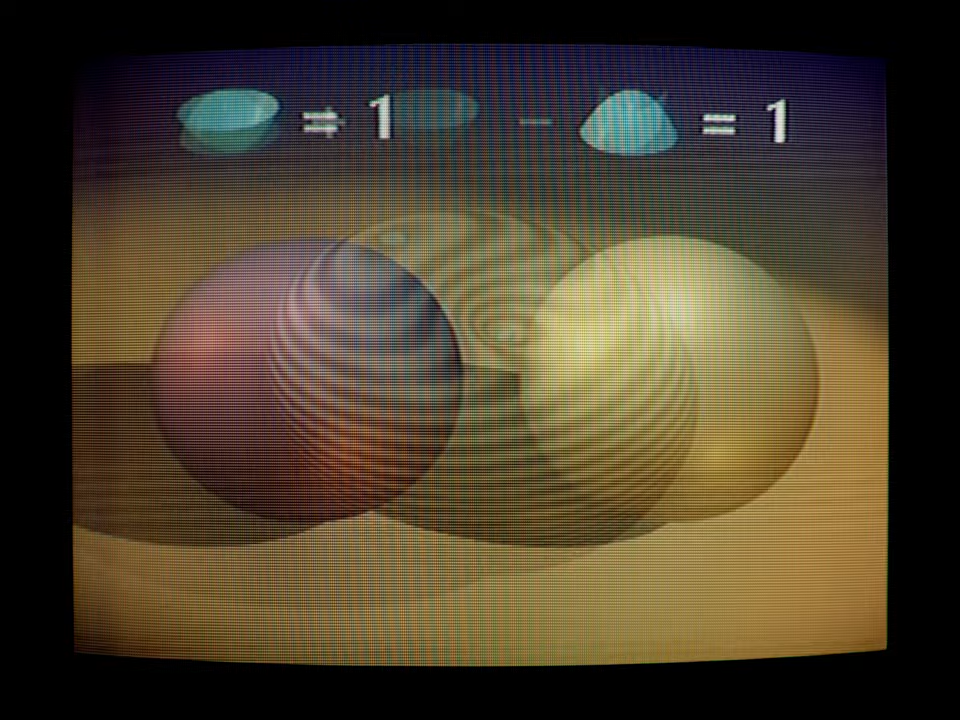 = 1 – = 1